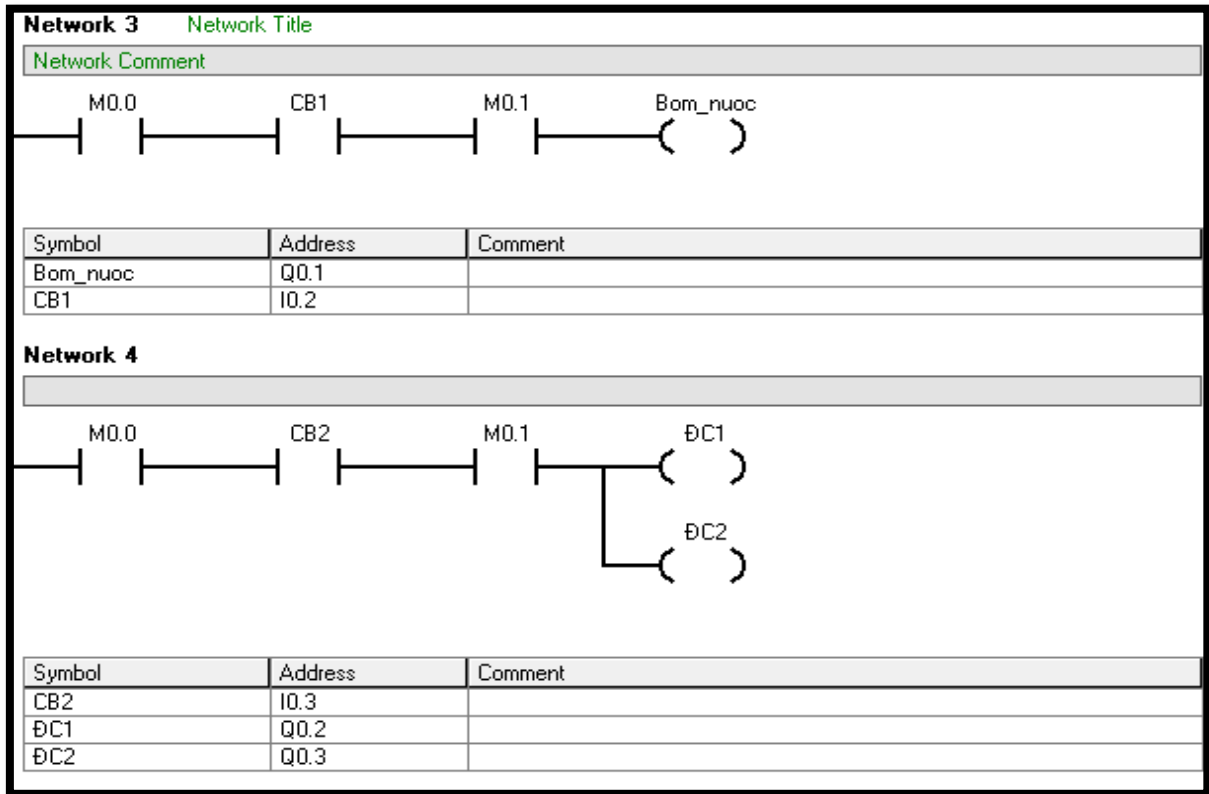 Network 3 Network Title
Network Comment
M0.0 CB1 M0.1 Bom_nuoc
Symbol Address Comment
Bom_nuoc Q0.1
CB1 I0.2
Network 4
M0.0 CB2 M0.1 ĐC1
ĐC2
Symbol Address Comment
CB2 I0.3
ĐC1 Q0.2
ĐC2 Q0.3